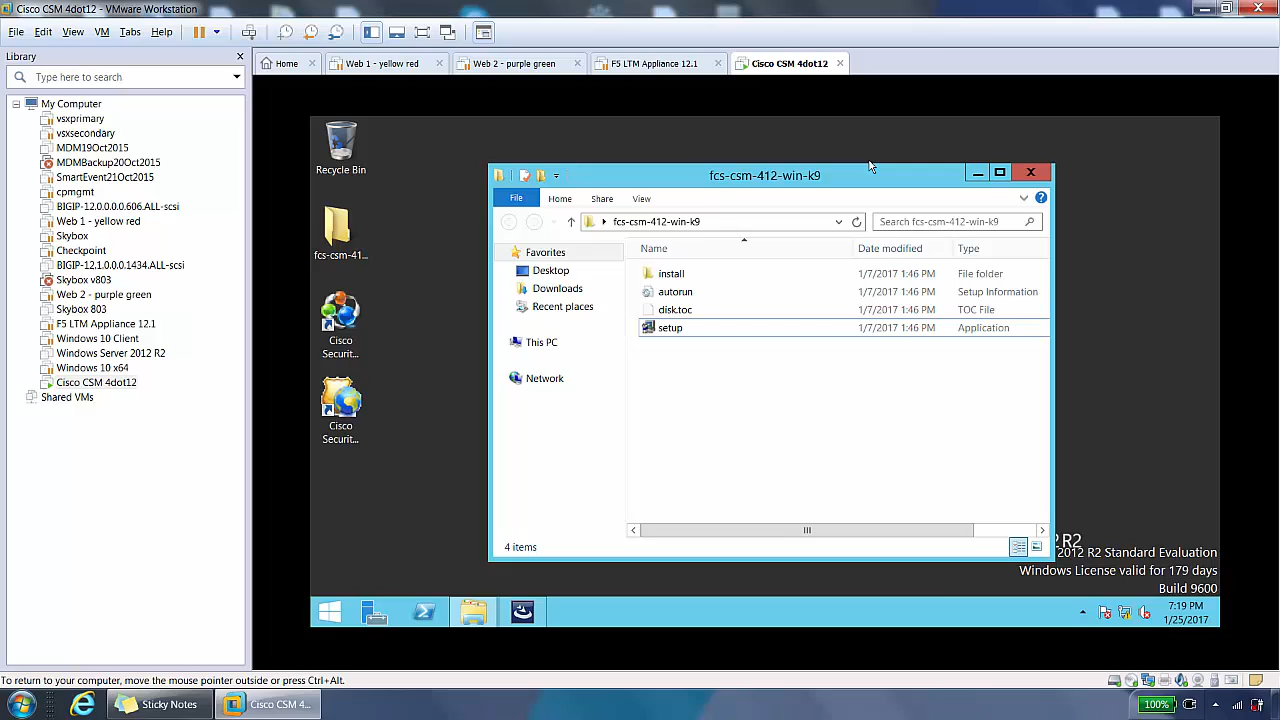 Cisco CSM 4dot12 - VMware Workstation
File Edit View VM Tabs Help
Library
Type here to search
My Computer
vsxprimary
vsxsecondary
MDM19Oct2015
MDMBackup20Oct2015
SmartEvent21Oct2015
cpmgmt
BIGIP-12.0.0.0.606.ALL-scsi
Web 1 - yellow red
Skybox
Checkpoint
BIGIP-12.1.0.0.1434.ALL-scsi
Skybox v803
Web 2 - purple green
Skybox 803
F5 LTM Appliance 12.1
Windows 10 Client
Windows Server 2012 R2
Windows 10 x64
Cisco CSM 4dot12
Shared VMs
Home Web 1 - yellow red Web 2 - purple green F5 LTM Appliance 12.1 Cisco CSM 4dot12
Recycle Bin
fcs-csm-41...
Cisco
Securit...
Cisco
Securit...
fcs-csm-412-win-k9
File Home Share View
fcs-csm-412-win-k9 Search fcs-csm-412-win-k9
Favorites
Desktop
Downloads
Recent places
This PC
Network
Name Date modified Type
install 1/7/2017 1:46 PM File folder
autorun 1/7/2017 1:46 PM Setup Information
disk.toc 1/7/2017 1:46 PM TOC File
setup 1/7/2017 1:46 PM Application
4 items
R2
2012 R2 Standard Evaluation
Windows License valid for 179 days
Build 9600
7:19 PM
1/25/2017
To return to your computer, move the mouse pointer outside or press Ctrl+Alt.
Sticky Notes Cisco CSM 4... 100%